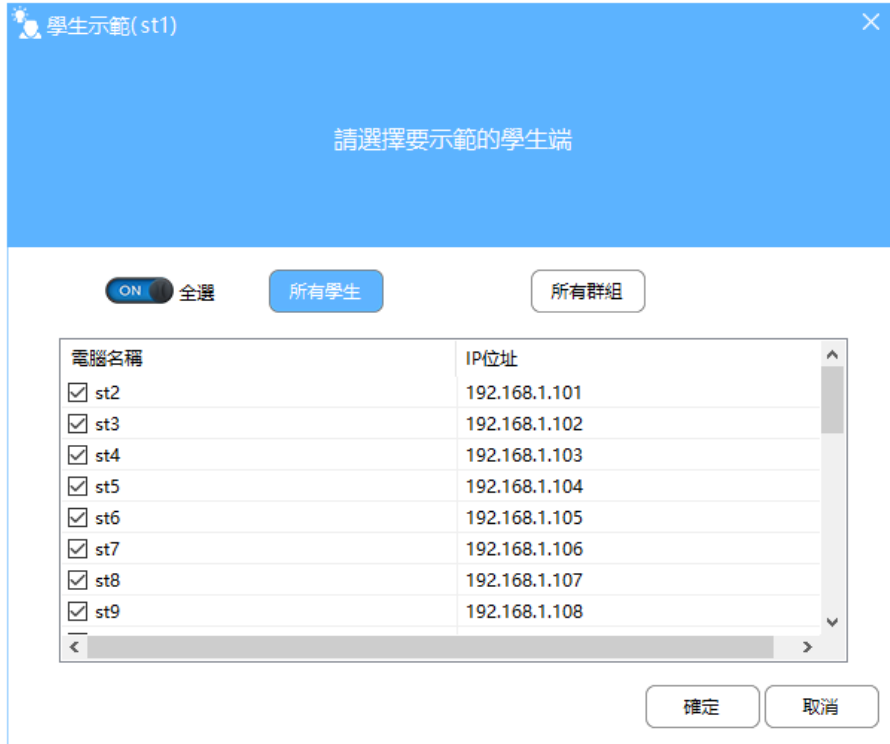 學生示範(st1)
請選擇要示範的學生端
ON 全選 所有學生 所有群組
電腦名稱 IP位址
st2 192.168.1.101
st3 192.168.1.102
st4 192.168.1.103
st5 192.168.1.104
st6 192.168.1.105
st7 192.168.1.106
st8 192.168.1.107
st9 192.168.1.108
確定 取消